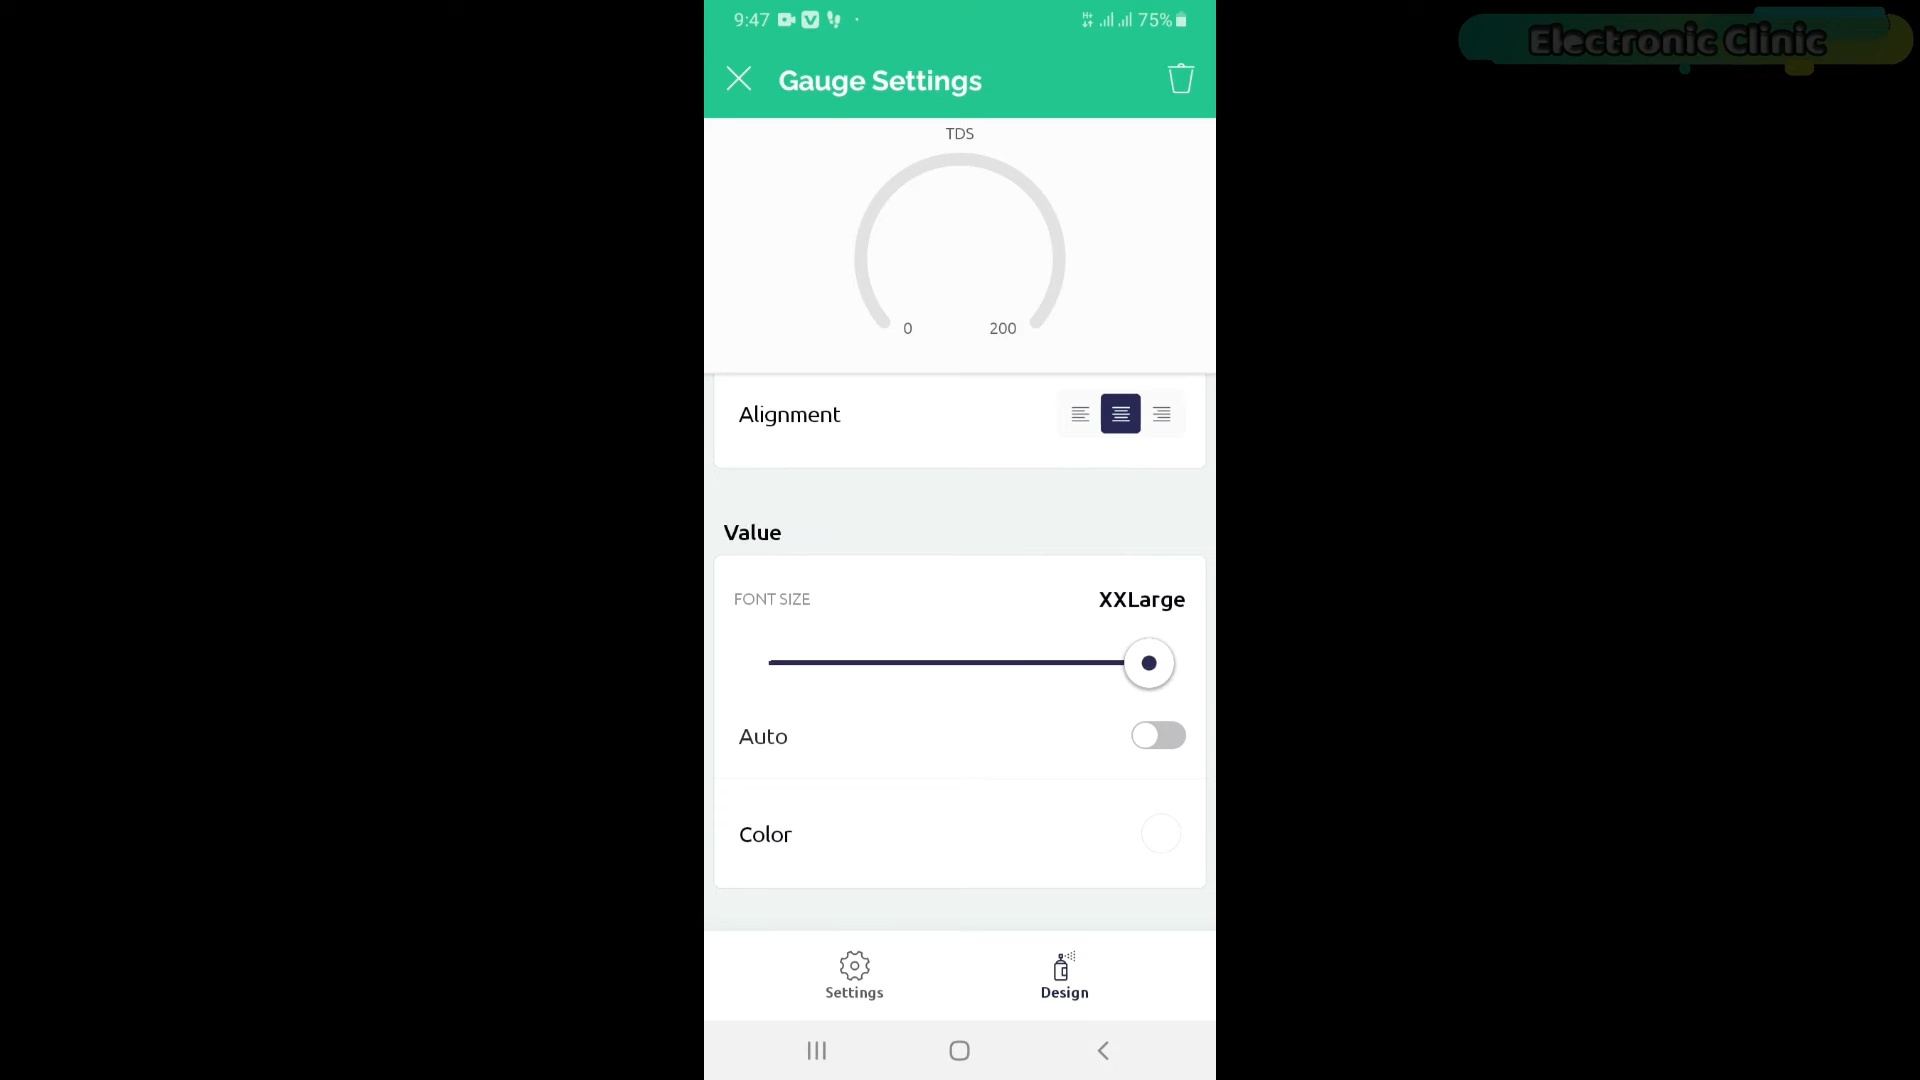 9:47
75%
Electronic Clinic
Gauge Settings
TDS
0
200
Alignment
Value
FONT SIZE
XXLarge
Auto
Color
Settings
Design